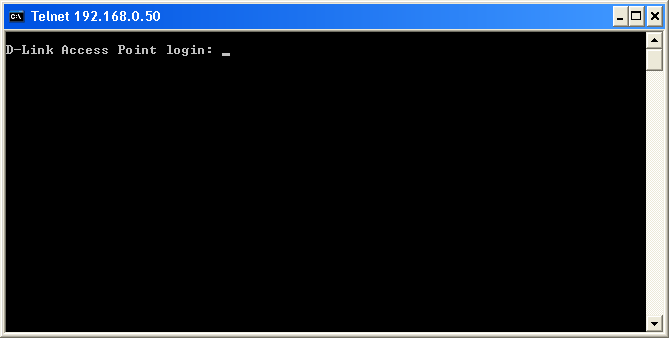 Telnet 192.168.0.50
D-Link Access Point login: _